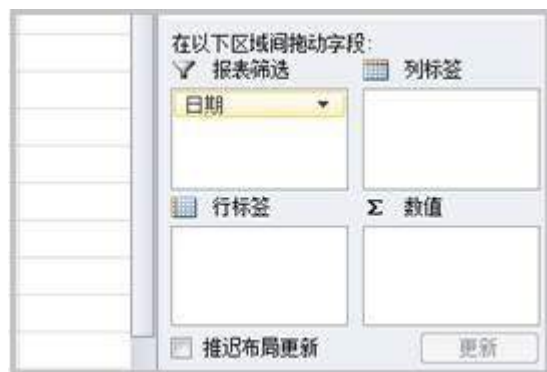 在以下区域间拖动字段:
报表筛选
列标签
日期
行标签
Σ 数值
推迟布局更新
更新